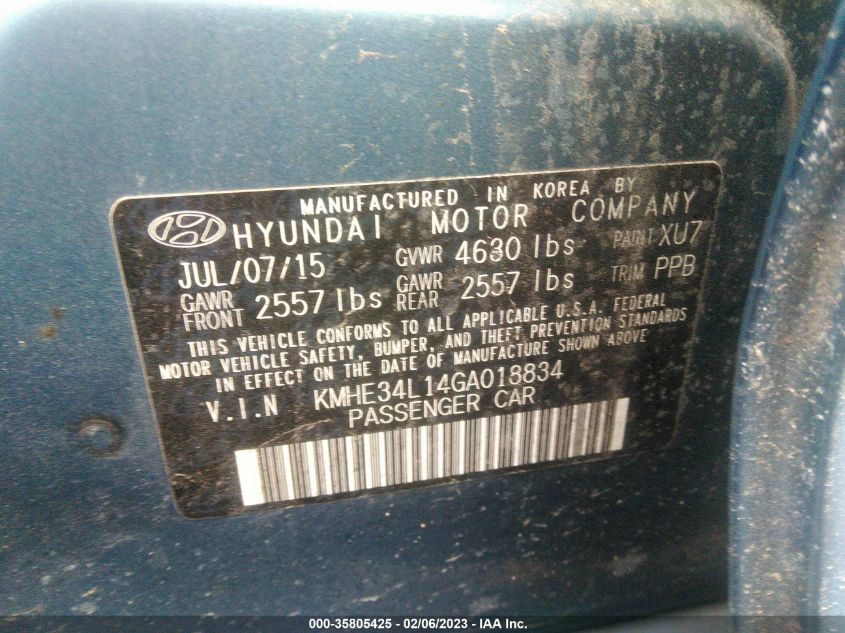 MANUFACTURED IN KOREA BY
HYUNDAI MOTOR COMPANY
JUL/07/15 GVWR 4630 lbs PAINT XU7
GAWR FRONT 2557 lbs GAWR REAR 2557 lbs TRIM PPB
THIS VEHICLE CONFORMS TO ALL APPLICABLE U.S.A. FEDERAL
MOTOR VEHICLE SAFETY, BUMPER, AND THEFT PREVENTION STANDARDS
IN EFFECT ON THE DATE OF MANUFACTURE SHOWN ABOVE
V.I.N KMHE34L14GA013834
PASSENGER CAR
000-35805425 - 02/06/2023 - IAA Inc.